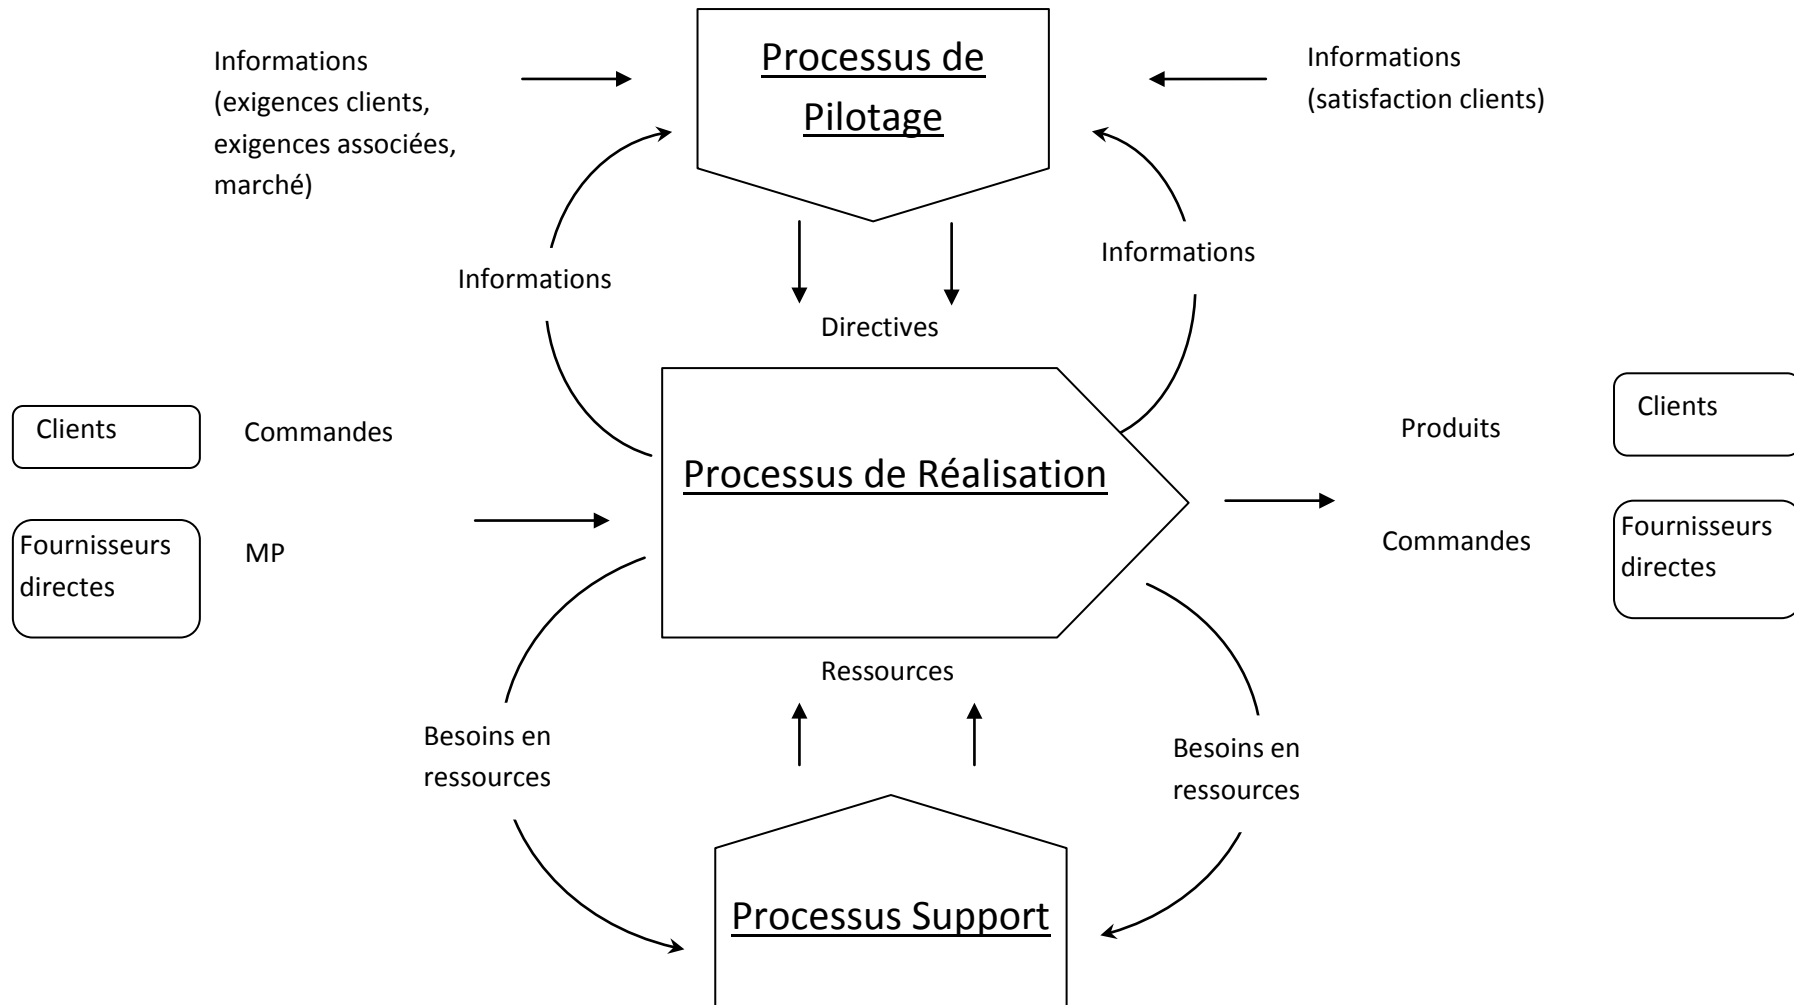 Processus de
Pilotage
Informations
(exigences clients,
exigences associées,
marché)
Informations
(satisfaction clients)
Informations
Informations
Directives
Clients
Commandes
Processus de Réalisation
Produits
Clients
Fournisseurs
directes
MP
Commandes
Fournisseurs
directes
Ressources
Besoins en
ressources
Besoins en
ressources
Processus Support